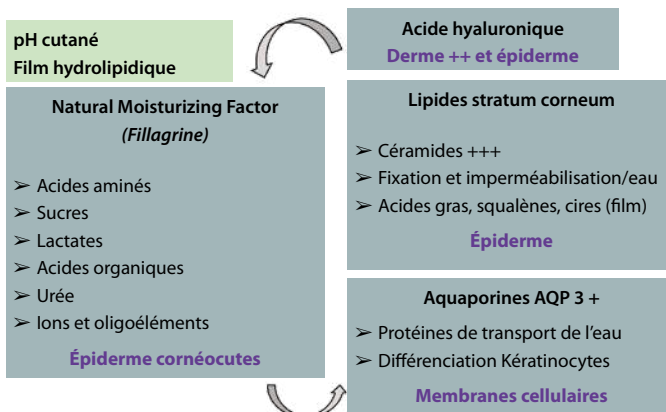 pH cutané
Film hydrolipidique
Natural Moisturizing Factor
(Fillagrine)
➢ Acides aminés
➢ Sucres
➢ Lactates
➢ Acides organiques
➢ Urée
➢ Ions et oligoéléments
Épiderme cornéocutes
Acide hyaluronique
Derme ++ et épiderme
Lipides stratum corneum
➢ Céramides +++
➢ Fixation et imperméabilisation/eau
➢ Acides gras, squalènes, cires (film)
Épiderme
Aquaporines AQP 3 +
➢ Protéines de transport de l’eau
➢ Différenciation Kératinocytes
Membranes cellulaires